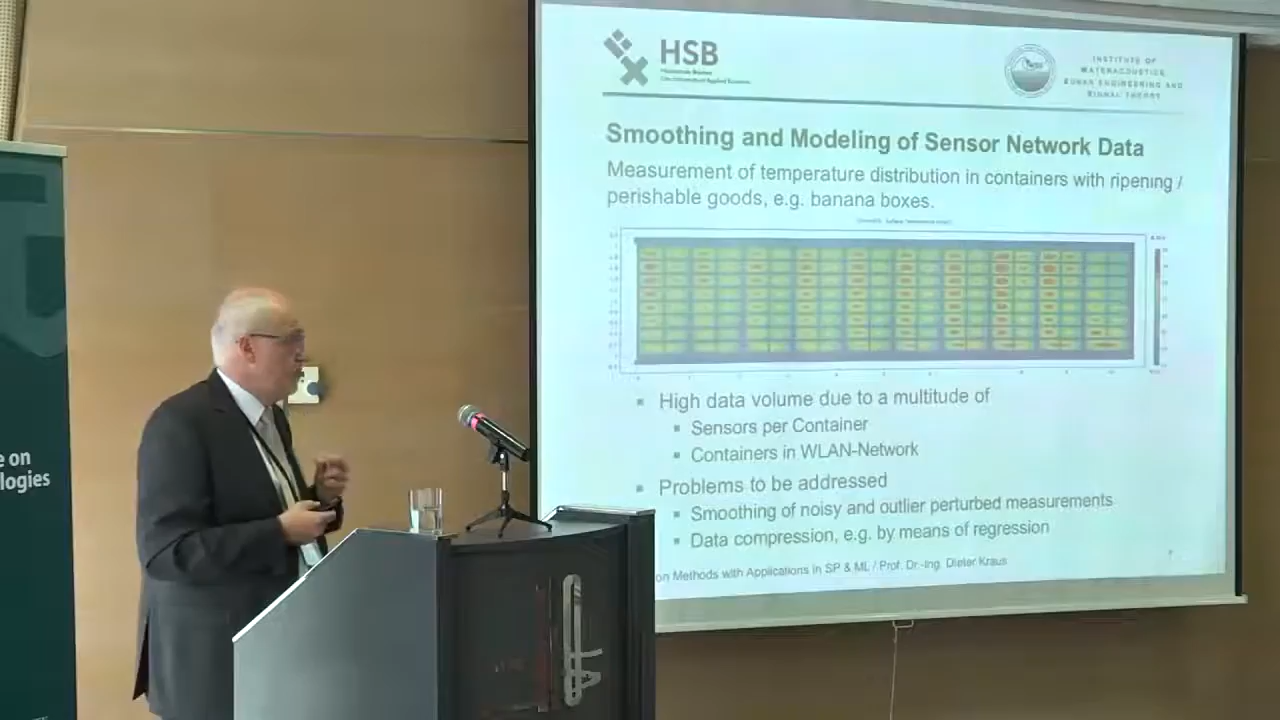 HSB
INSTITUTE OF
WATERACOUSTICS
SONAR ENGINEERING AND
SIGNAL THEORY
Smoothing and Modeling of Sensor Network Data
Measurement of temperature distribution in containers with ripening /
perishable goods, e.g. banana boxes.
▪ High data volume due to a multitude of
▪ Sensors per Container
▪ Containers in WLAN-Network
▪ Problems to be addressed
▪ Smoothing of noisy and outlier perturbed measurements
▪ Data compression, e.g. by means of regression
on Methods with Applications in SP & ML / Prof. Dr.-Ing. Dieter Kraus
e on
logies